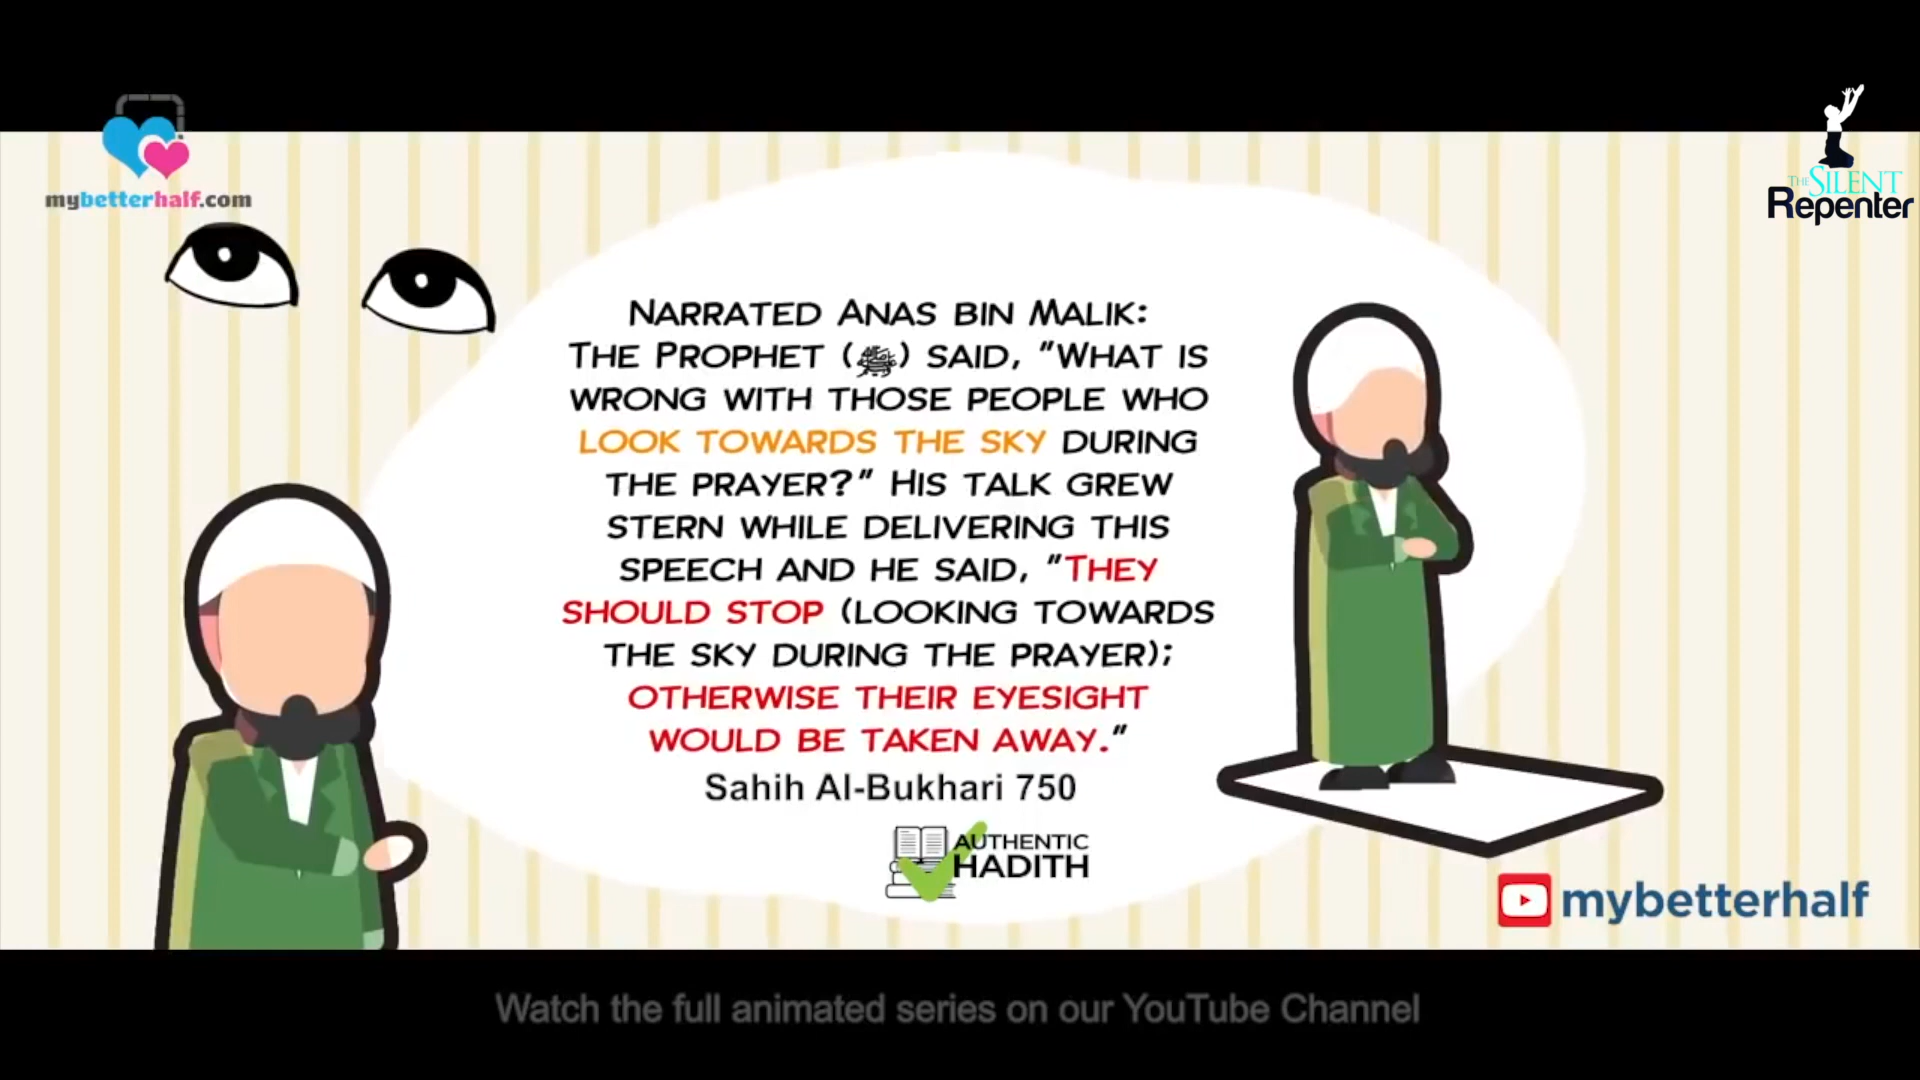 mybetterhalf.com
THE SILENT
Repenter
NARRATED ANAS BIN MALIK:
THE PROPHET (ﷺ) SAID, "WHAT IS
WRONG WITH THOSE PEOPLE WHO
LOOK TOWARDS THE SKY DURING
THE PRAYER?" HIS TALK GREW
STERN WHILE DELIVERING THIS
SPEECH AND HE SAID, "THEY
SHOULD STOP (LOOKING TOWARDS
THE SKY DURING THE PRAYER);
OTHERWISE THEIR EYESIGHT
WOULD BE TAKEN AWAY."
Sahih Al-Bukhari 750
AUTHENTIC
HADITH
mybetterhalf
Watch the full animated series on our YouTube Channel